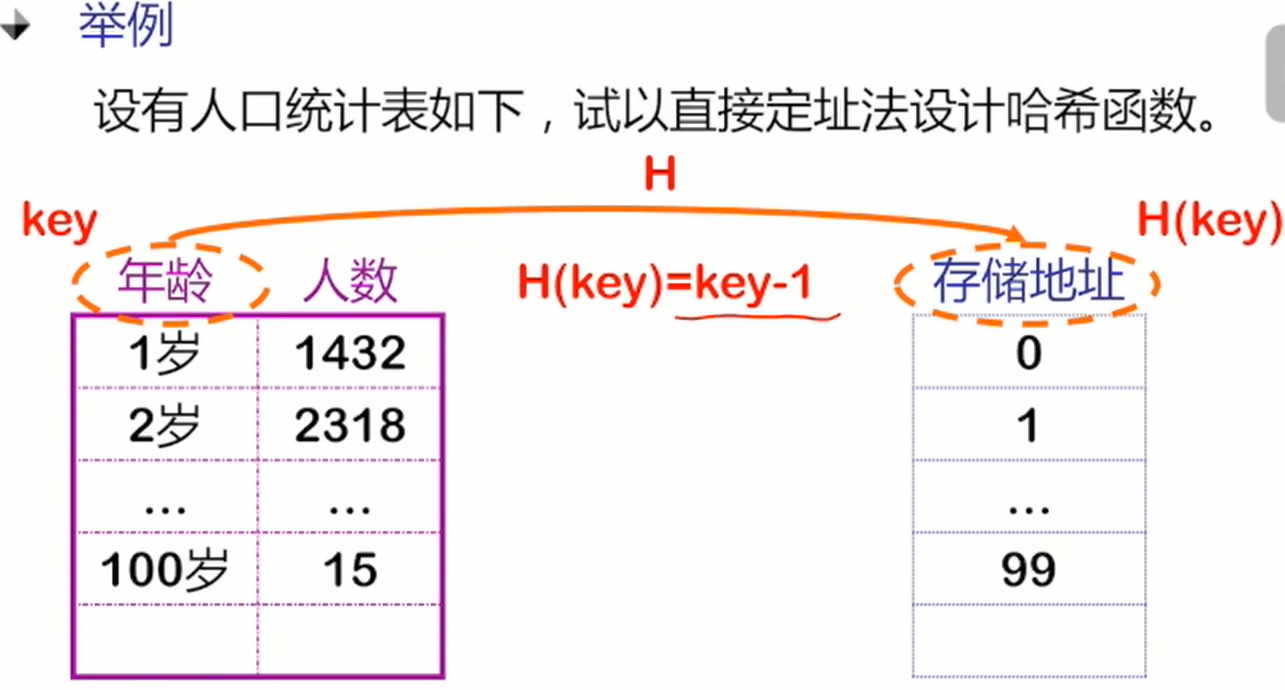 举例
设有人口统计表如下，试以直接定址法设计哈希函数。
H
key H(key)
年龄 人数 H(key)=key-1 存储地址
1岁 1432 0
2岁 2318 1
... ... ...
100岁 15 99